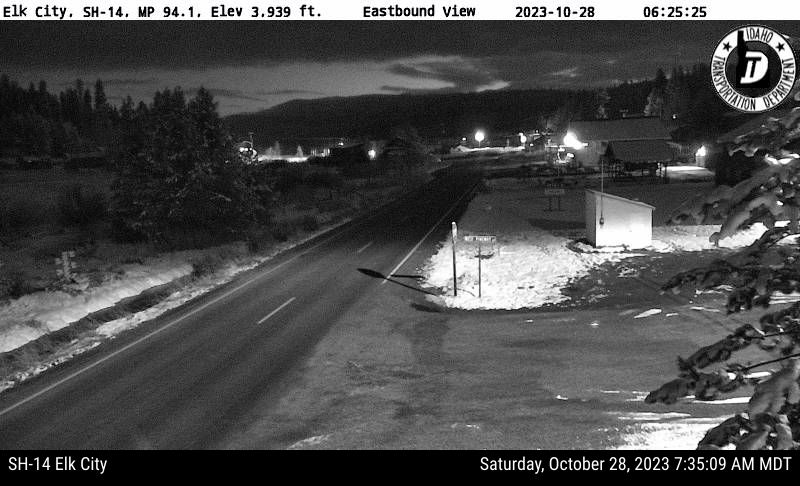 Elk City, SH-14, MP 94.1, Elev 3,939 ft. Eastbound View 2023-10-28 06:25:25
IDAHO
TRANSPORTATION DEPARTMENT
SH-14 Elk City Saturday, October 28, 2023 7:35:09 AM MDT